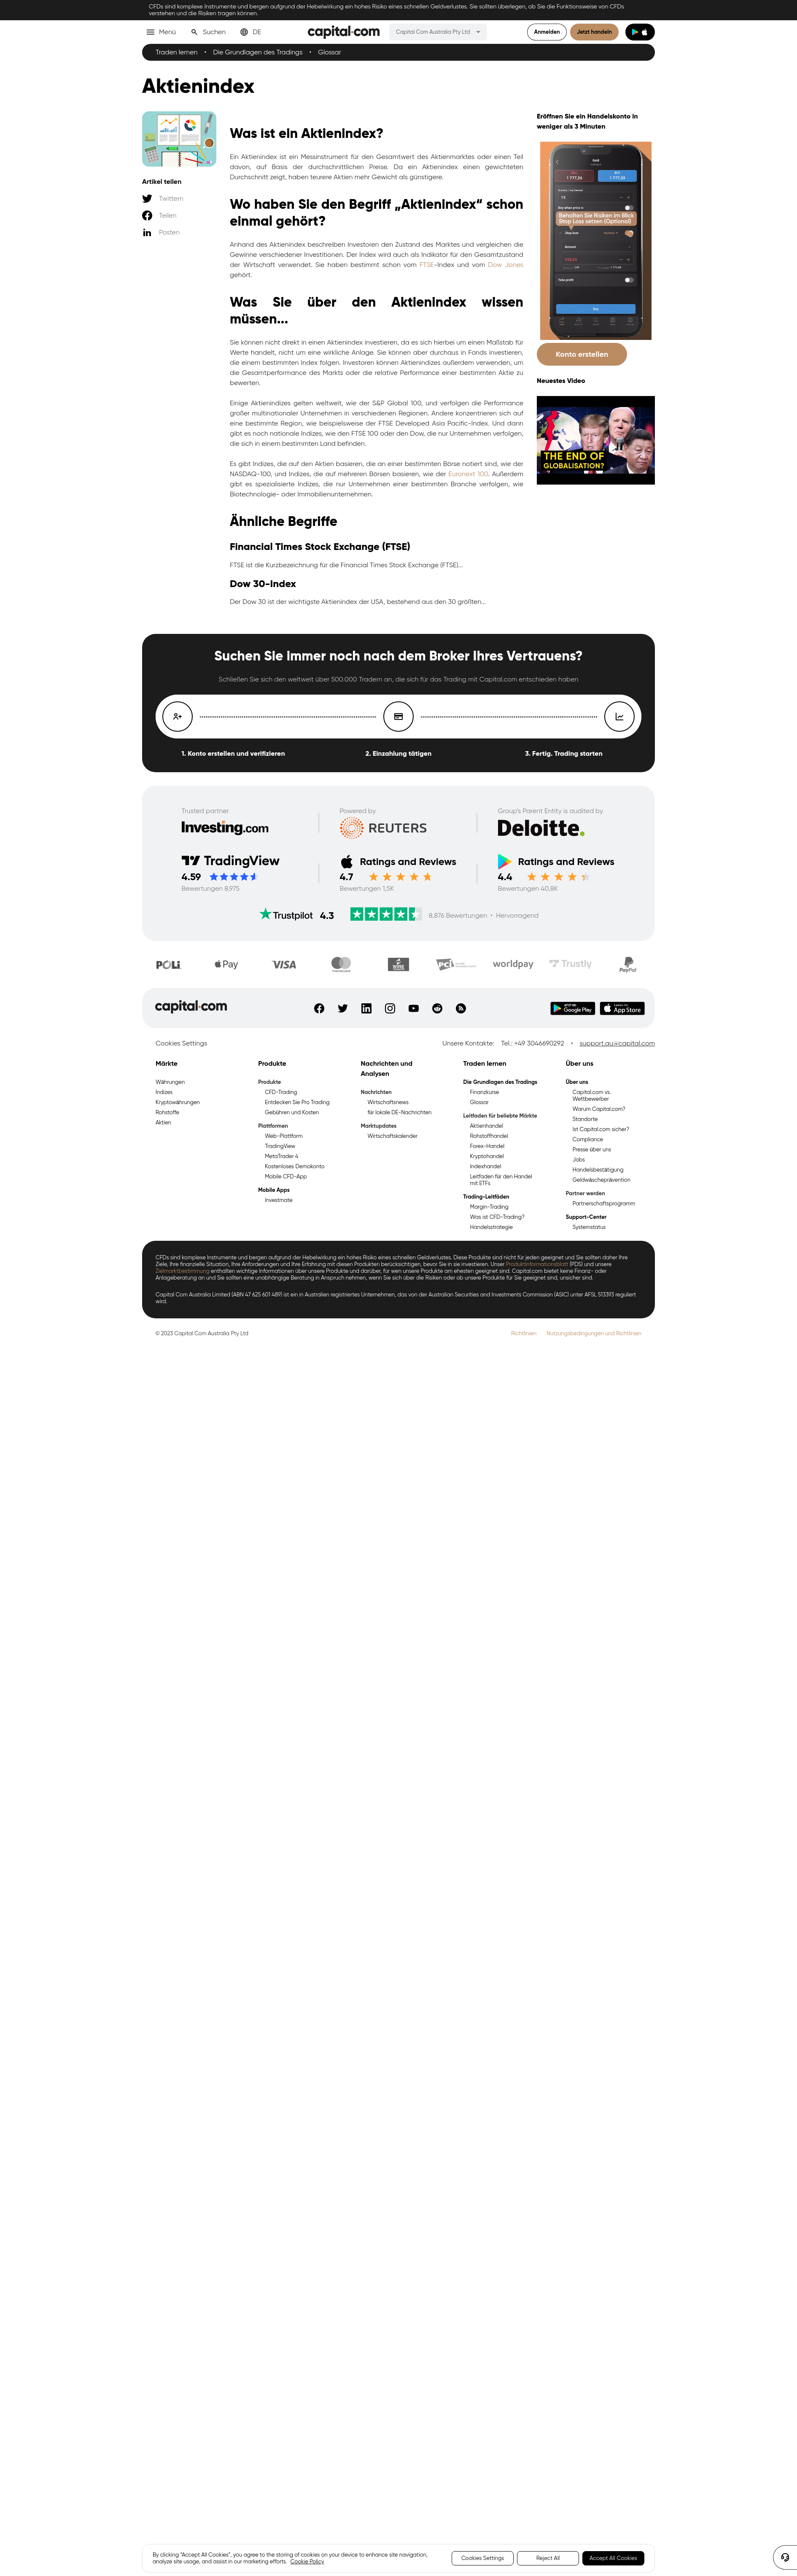 CFDs sind komplexe Instrumente und bergen aufgrund der Hebelwirkung ein hohes Risiko eines schnellen Geldverlustes. Sie sollten überlegen, ob Sie die Funktionsweise von CFDs
verstehen und die Risiken tragen können.
Menü
Suchen
DE
capital.com
Capital Com Australia Pty Ltd
Anmelden
Jetzt handeln
Traden lernen • Die Grundlagen des Tradings • Glossar
Aktienindex
Artikel teilen
Twittern
Teilen
Posten
Was ist ein Aktienindex?
Ein Aktienindex ist ein Messinstrument für den Gesamtwert des Aktienmarktes oder einen Teil
davon, auf Basis der durchschnittlichen Preise. Da ein Aktienindex einen gewichteten
Durchschnitt zeigt, haben teurere Aktien mehr Gewicht als günstigere.
Wo haben Sie den Begriff „Aktienindex“ schon
einmal gehört?
Anhand des Aktienindex beschreiben Investoren den Zustand des Marktes und vergleichen die
Gewinne verschiedener Investitionen. Der Index wird auch als Indikator für den Gesamtzustand
der Wirtschaft verwendet. Sie haben bestimmt schon vom FTSE-Index und vom Dow Jones
gehört.
Was Sie über den Aktienindex wissen
müssen...
Sie können nicht direkt in einen Aktienindex investieren, da es sich hierbei um einen Maßstab für
Werte handelt, nicht um eine wirkliche Anlage. Sie können aber durchaus in Fonds investieren,
die einem bestimmten Index folgen. Investoren können Aktienindizes außerdem verwenden, um
die Gesamtperformance des Markts oder die relative Performance einer bestimmten Aktie zu
bewerten.
Einige Aktienindizes gelten weltweit, wie der S&P Global 100, und verfolgen die Performance
großer multinationaler Unternehmen in verschiedenen Regionen. Andere konzentrieren sich auf
eine bestimmte Region, wie beispielsweise der FTSE Developed Asia Pacific-Index. Und dann
gibt es noch nationale Indizes, wie den FTSE 100 oder den Dow, die nur Unternehmen verfolgen,
die sich in einem bestimmten Land befinden.
Es gibt Indizes, die auf den Aktien basieren, die an einer bestimmten Börse notiert sind, wie der
NASDAQ-100, und Indizes, die auf mehreren Börsen basieren, wie der Euronext 100. Außerdem
gibt es spezialisierte Indizes, die nur Unternehmen einer bestimmten Branche verfolgen, wie
Biotechnologie- oder Immobilienunternehmen.
Ähnliche Begriffe
Financial Times Stock Exchange (FTSE)
FTSE ist die Kurzbezeichnung für die Financial Times Stock Exchange (FTSE)...
Dow 30-Index
Der Dow 30 ist der wichtigste Aktienindex der USA, bestehend aus den 30 größten...
Eröffnen Sie ein Handelskonto in
weniger als 3 Minuten
Behalten Sie Risiken im Blick
Stop Loss setzen (Optional)
Konto erstellen
Neuestes Video
THE END OF
GLOBALISATION?
Suchen Sie immer noch nach dem Broker Ihres Vertrauens?
Schließen Sie sich den weltweit über 500.000 Tradern an, die sich für das Trading mit Capital.com entschieden haben
1. Konto erstellen und verifizieren
2. Einzahlung tätigen
3. Fertig. Trading starten
Trusted partner
Investing.com
Powered by
REUTERS
Group's Parent Entity is audited by
Deloitte.
TradingView
4.59
Bewertungen 8,975
Ratings and Reviews
4.7
Bewertungen 1,5K
Ratings and Reviews
4.4
Bewertungen 40,8K
Trustpilot 4.3
8,876 Bewertungen • Hervorragend
POLi
Pay
VISA
mastercard
WIRE
PCI
worldpay
Trustly
PayPal
capital.com
JETZT BEI
Google Play
App Store
Cookies Settings
Unsere Kontakte: Tel.: +49 3046690292 • support.au@capital.com
Märkte
Währungen
Indizes
Kryptowährungen
Rohstoffe
Aktien
Produkte
Produkte
CFD-Trading
Entdecken Sie Pro Trading
Gebühren und Kosten
Plattformen
Web-Plattform
TradingView
MetaTrader 4
Kostenloses Demokonto
Mobile CFD-App
Mobile Apps
Investmate
Nachrichten und
Analysen
Nachrichten
Wirtschaftsnews
für lokale DE-Nachrichten
Marktupdates
Wirtschaftskalender
Traden lernen
Die Grundlagen des Tradings
Finanzkurse
Glossar
Leitfaden für beliebte Märkte
Aktienhandel
Rohstoffhandel
Forex-Handel
Kryptohandel
Indexhandel
Leitfaden für den Handel
mit ETFs
Trading-Leitfäden
Margin-Trading
Was ist CFD-Trading?
Handelsstrategie
Über uns
Über uns
Capital.com vs.
Wettbewerber
Warum Capital.com?
Standorte
Ist Capital.com sicher?
Compliance
Presse über uns
Jobs
Handelsbestätigung
Geldwäscheprävention
Partner werden
Partnerschaftsprogramm
Support-Center
Systemstatus
CFDs sind komplexe Instrumente und bergen aufgrund der Hebelwirkung ein hohes Risiko eines schnellen Geldverlustes. Diese Produkte sind nicht für jeden geeignet und Sie sollten daher Ihre
Ziele, Ihre finanzielle Situation, Ihre Anforderungen und Ihre Erfahrung mit diesen Produkten berücksichtigen, bevor Sie in sie investieren. Unser Produktinformationsblatt (PDS) und unsere
Zielmarktbestimmung enthalten wichtige Informationen über unsere Produkte und darüber, für wen unsere Produkte am ehesten geeignet sind. Capital.com bietet keine Finanz- oder
Anlageberatung an und Sie sollten eine unabhängige Beratung in Anspruch nehmen, wenn Sie sich über die Risiken oder ob unsere Produkte für Sie geeignet sind, unsicher sind.
Capital Com Australia Limited (ABN 47 625 601 489) ist ein in Australien registriertes Unternehmen, das von der Australian Securities and Investments Commission (ASIC) unter AFSL 513393 reguliert
wird.
© 2023 Capital Com Australia Pty Ltd
Richtlinien
Nutzungsbedingungen und Richtlinien
By clicking “Accept All Cookies”, you agree to the storing of cookies on your device to enhance site navigation,
analyze site usage, and assist in our marketing efforts. Cookie Policy
Cookies Settings
Reject All
Accept All Cookies